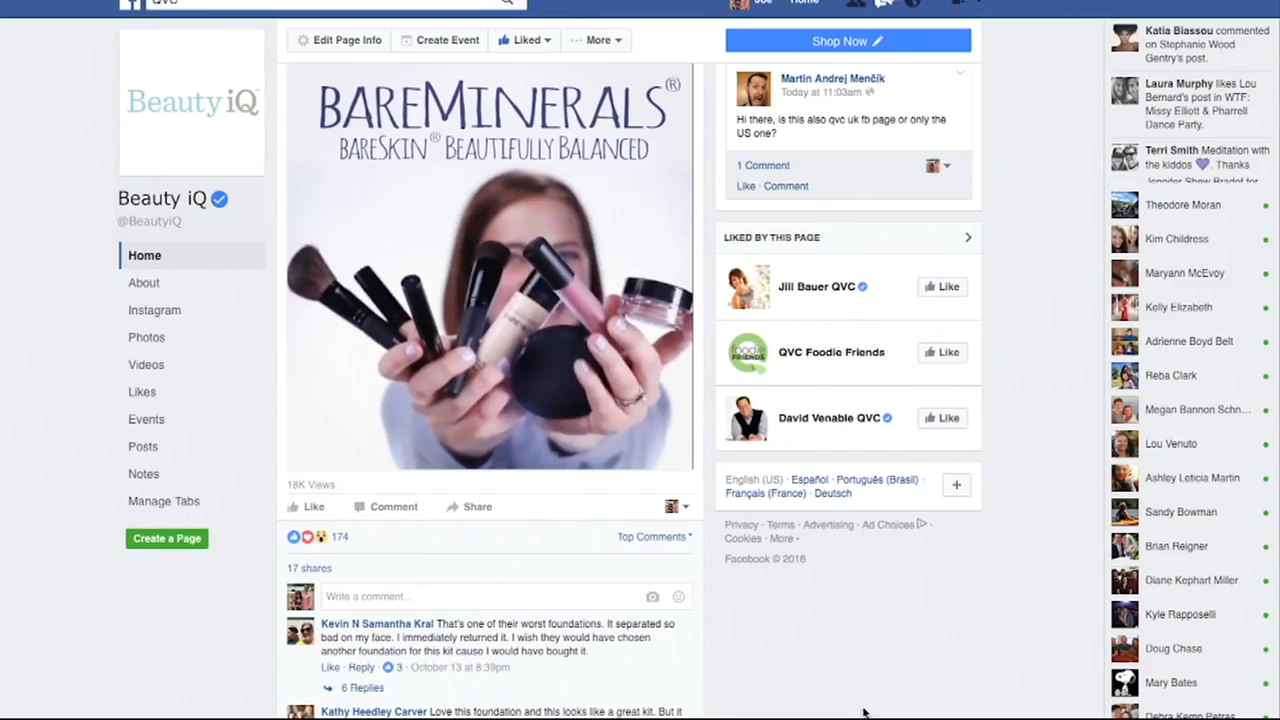 QVC
Joe
Home
Edit Page Info
Create Event
Liked
More
Shop Now
Beauty iQ
Beauty iQ
@BeautyiQ
Home
About
Instagram
Photos
Videos
Likes
Events
Posts
Notes
Manage Tabs
Create a Page
BAREMINERALS®
BARESKIN® BEAUTIFULLY BALANCED
18K Views
Like
Comment
Share
174
Top Comments
17 shares
Write a comment...
Kevin N Samantha Kral That's one of their worst foundations. It separated so
bad on my face. I immediately returned it. I wish they would have chosen
another foundation for this kit cause I would have bought it.
Like · Reply · 3 · October 13 at 8:39pm
6 Replies
Kathy Heedley Carver Love this foundation and this looks like a great kit. But it
Martin Andrej Menčík
Today at 11:03am
Hi there, is this also qvc uk fb page or only the
US one?
1 Comment
Like · Comment
LIKED BY THIS PAGE
Jill Bauer QVC
Like
foodie
FRIENDS
QVC Foodie Friends
Like
David Venable QVC
Like
English (US) · Español · Português (Brasil) ·
Français (France) · Deutsch
+
Privacy · Terms · Advertising · Ad Choices ·
Cookies · More
Facebook © 2016
Katia Biassou commented
on Stephanie Wood
Gentry's post.
Laura Murphy likes Lou
Bernard's post in WTF:
Missy Elliott & Pharrell
Dance Party.
Terri Smith Meditation with
the kiddos 💜. Thanks
Theodore Moran
Kim Childress
Maryann McEvoy
Kelly Elizabeth
Adrienne Boyd Belt
Reba Clark
Megan Bannon Schn...
Lou Venuto
Ashley Leticia Martin
Sandy Bowman
Brian Reigner
Diane Kephart Miller
Kyle Rapposelli
Doug Chase
Mary Bates
Debra Kemp Petras